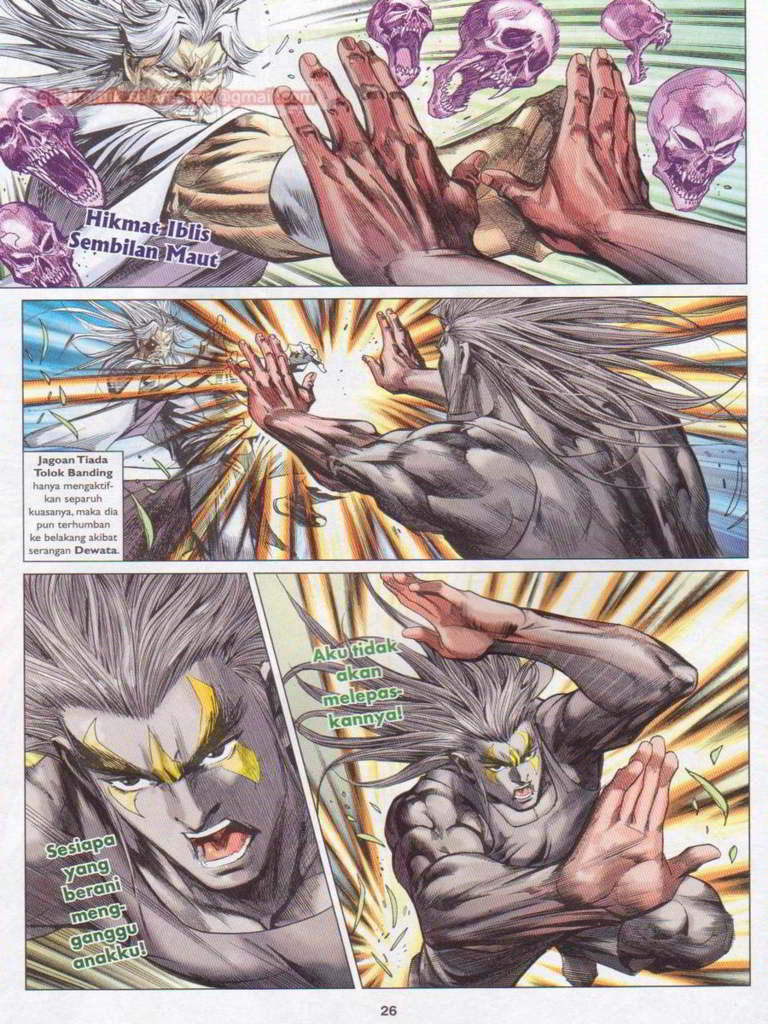 Hikmat Iblis
Sembilan Maut
Jagoan Tiada
Tolok Banding
hanya mengaktif-
kan separuh
kuasanya, maka dia
pun terhumban
ke belakang akibat
serangan Dewata.
Sesiapa
yang
berani
meng-
ganggu
anakku!
Aku tidak
akan
melepas-
kannya!
26